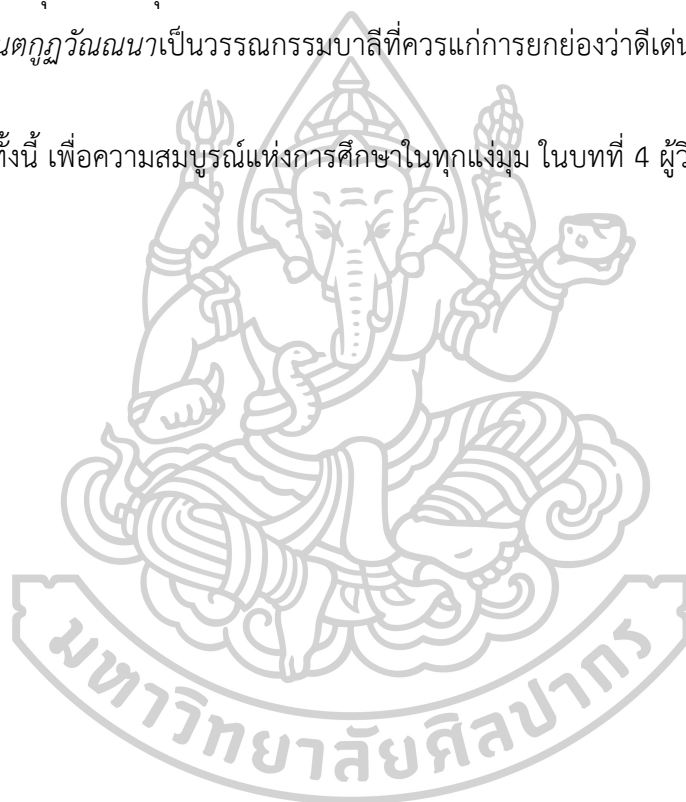 นตกูฏวัณณนาเป็นวรรณกรรมบาลีที่ควรแก่การยกย่องว่าดีเด่น
ทั้งนี้ เพื่อความสมบูรณ์แห่งการศึกษาในทุกแง่มุม ในบทที่ 4 ผู้วิ
มหาวิทยาลัยศิลปากร